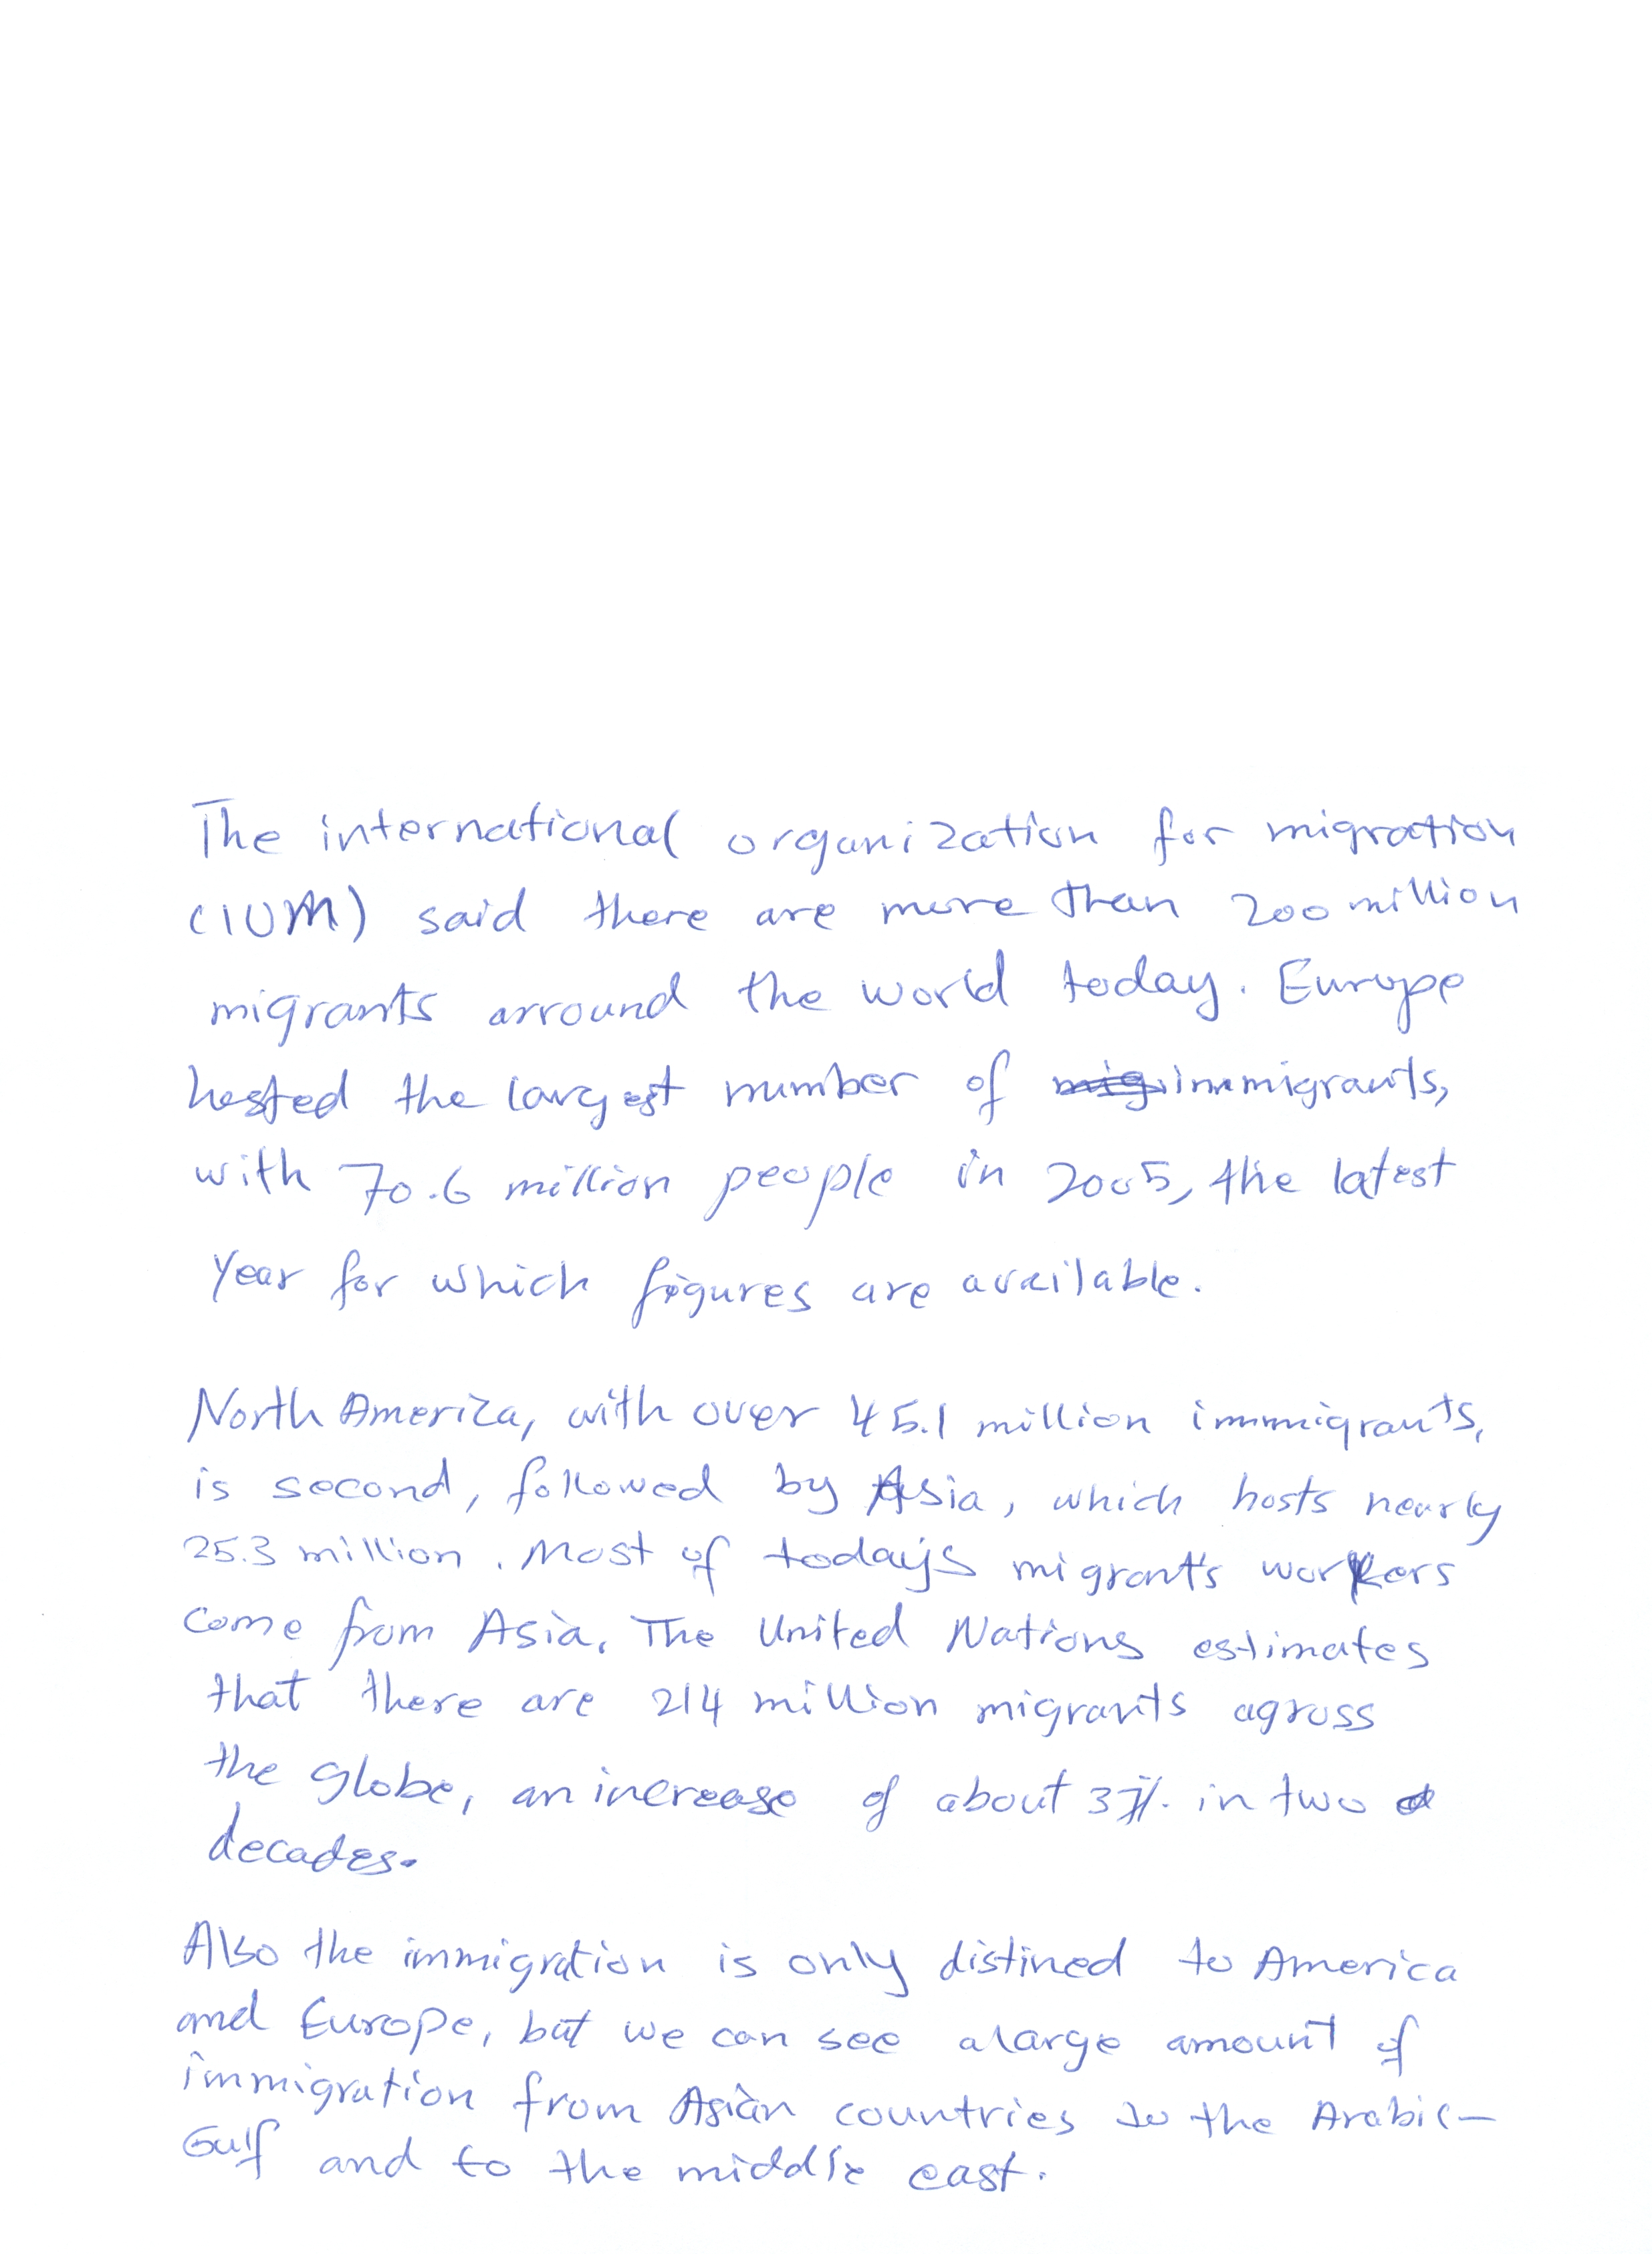 The international organization for migration
(IOM) said there are more than 200 million
migrants arround the world today. Europe
hosted the largest number of immigrants,
with 70.6 million people in 2005, the latest
year for which figures are available.
North America, with over 45.1 million immigrants,
is second, followed by Asia, which hosts nearly
25.3 million. Most of today's migrant's workers
come from Asia. The United Nations estimates
that there are 214 million migrants agross
the globe, an increase of about 37% in two
decades.
Also the immigration is only distined to America
and Europe, but we can see a large amount of
immigration from Asian countries to the Arabic-
Gulf and to the middle east.